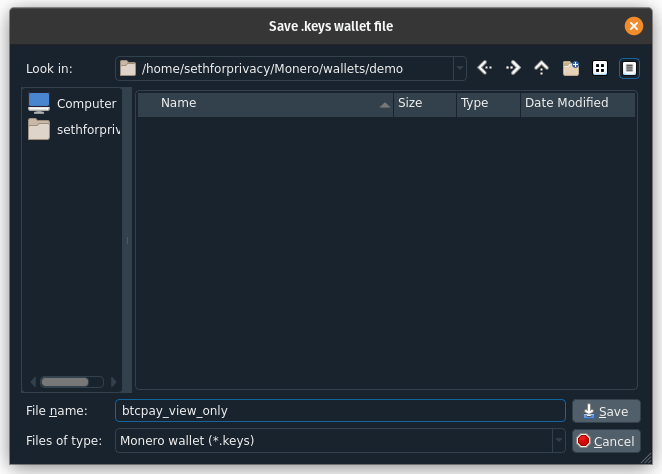 Save .keys wallet file
Look in: /home/sethforprivacy/Monero/wallets/demo
Computer
sethforpriv
Name Size Type Date Modified
File name: btcpay_view_only Save
Files of type: Monero wallet (*.keys) Cancel